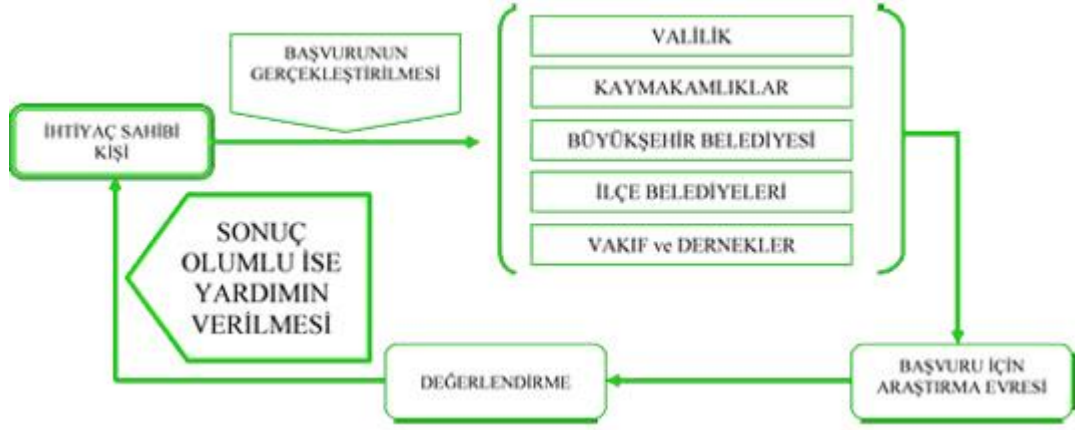 BAŞVURUNUN
GERÇEKLEŞTİRİLMESİ
İHTİYAÇ SAHİBİ
KİŞİ
VALİLİK
KAYMAKAMLIKLAR
BÜYÜKŞEHİR BELEDİYESİ
İLÇE BELEDİYELERİ
VAKIF ve DERNEKLER
BAŞVURU İÇİN
ARAŞTIRMA EVRESİ
DEĞERLENDİRME
SONUÇ
OLUMLU İSE
YARDIMIN
VERİLMESİ